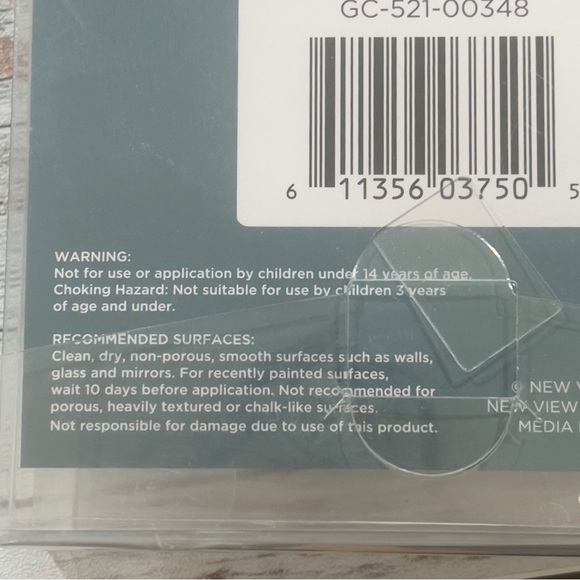 GC-521-00348
6 11356 03750 5
WARNING:
Not for use or application by children under 14 years of age.
Choking Hazard: Not suitable for use by children 3 years
of age and under.
RECOMMENDED SURFACES:
Clean, dry, non-porous, smooth surfaces such as walls,
glass and mirrors. For recently painted surfaces,
wait 10 days before application. Not recommended for
porous, heavily textured or chalk-like surfaces.
Not responsible for damage due to use of this product.
© NEW
NEW VIEW
MEDIA